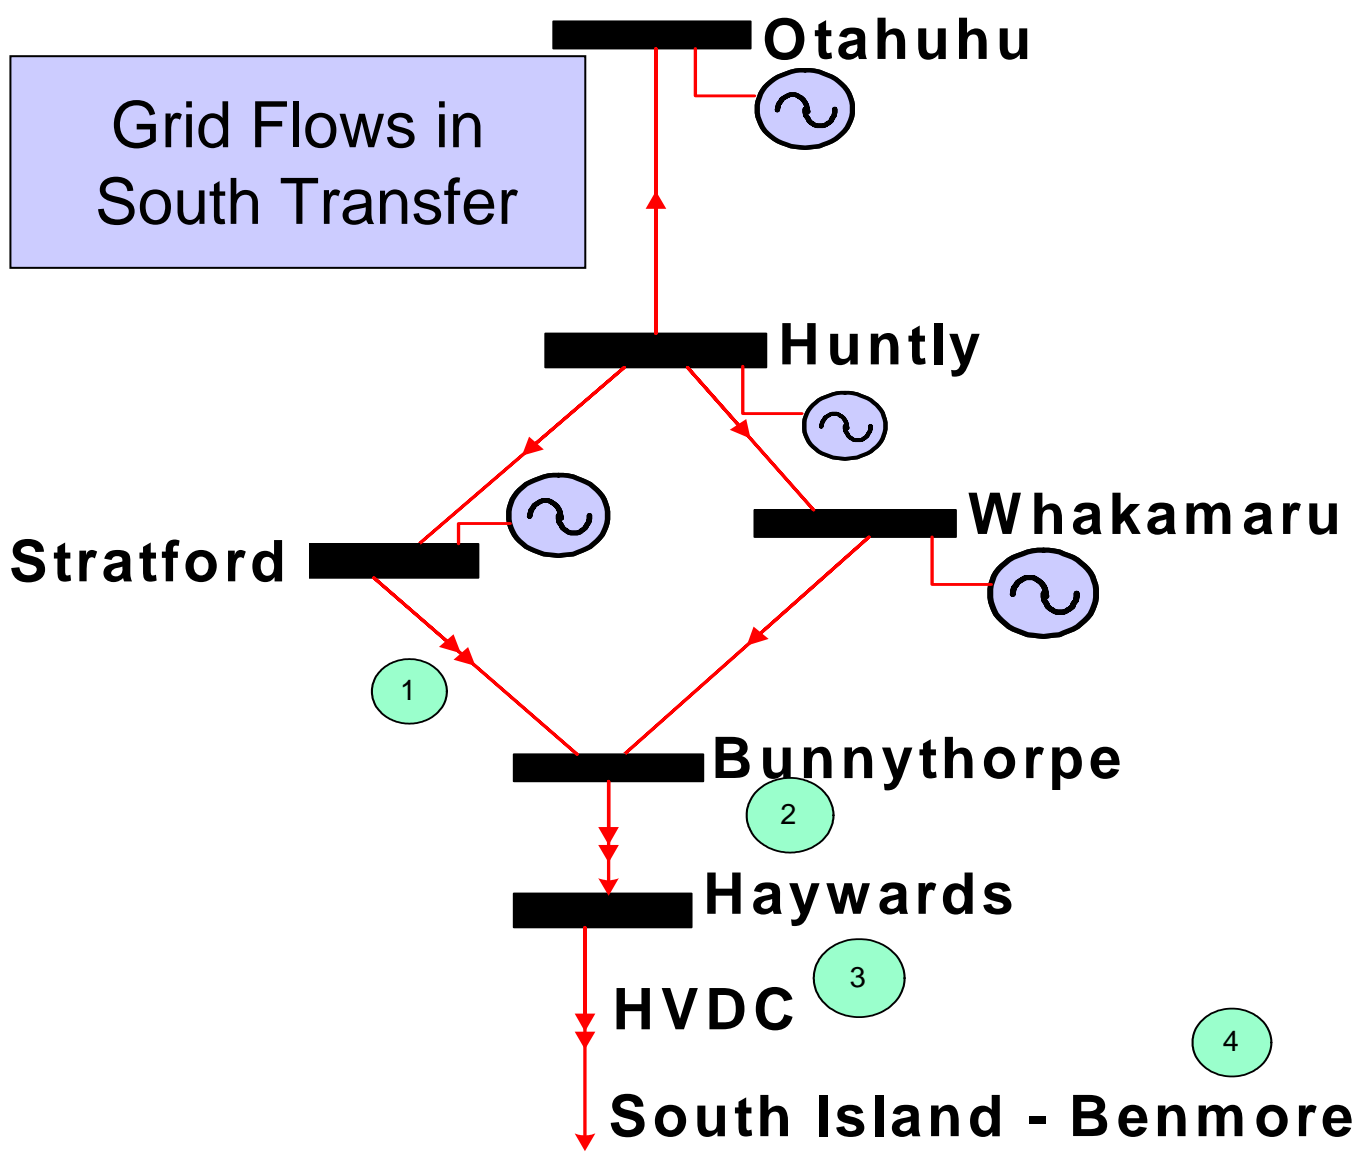 Otahuhu
Grid Flows in
South Transfer
Huntly
Whakamaru
Stratford
1
Bunnythorpe
2
Haywards
3
HVDC
4
South Island - Benmore